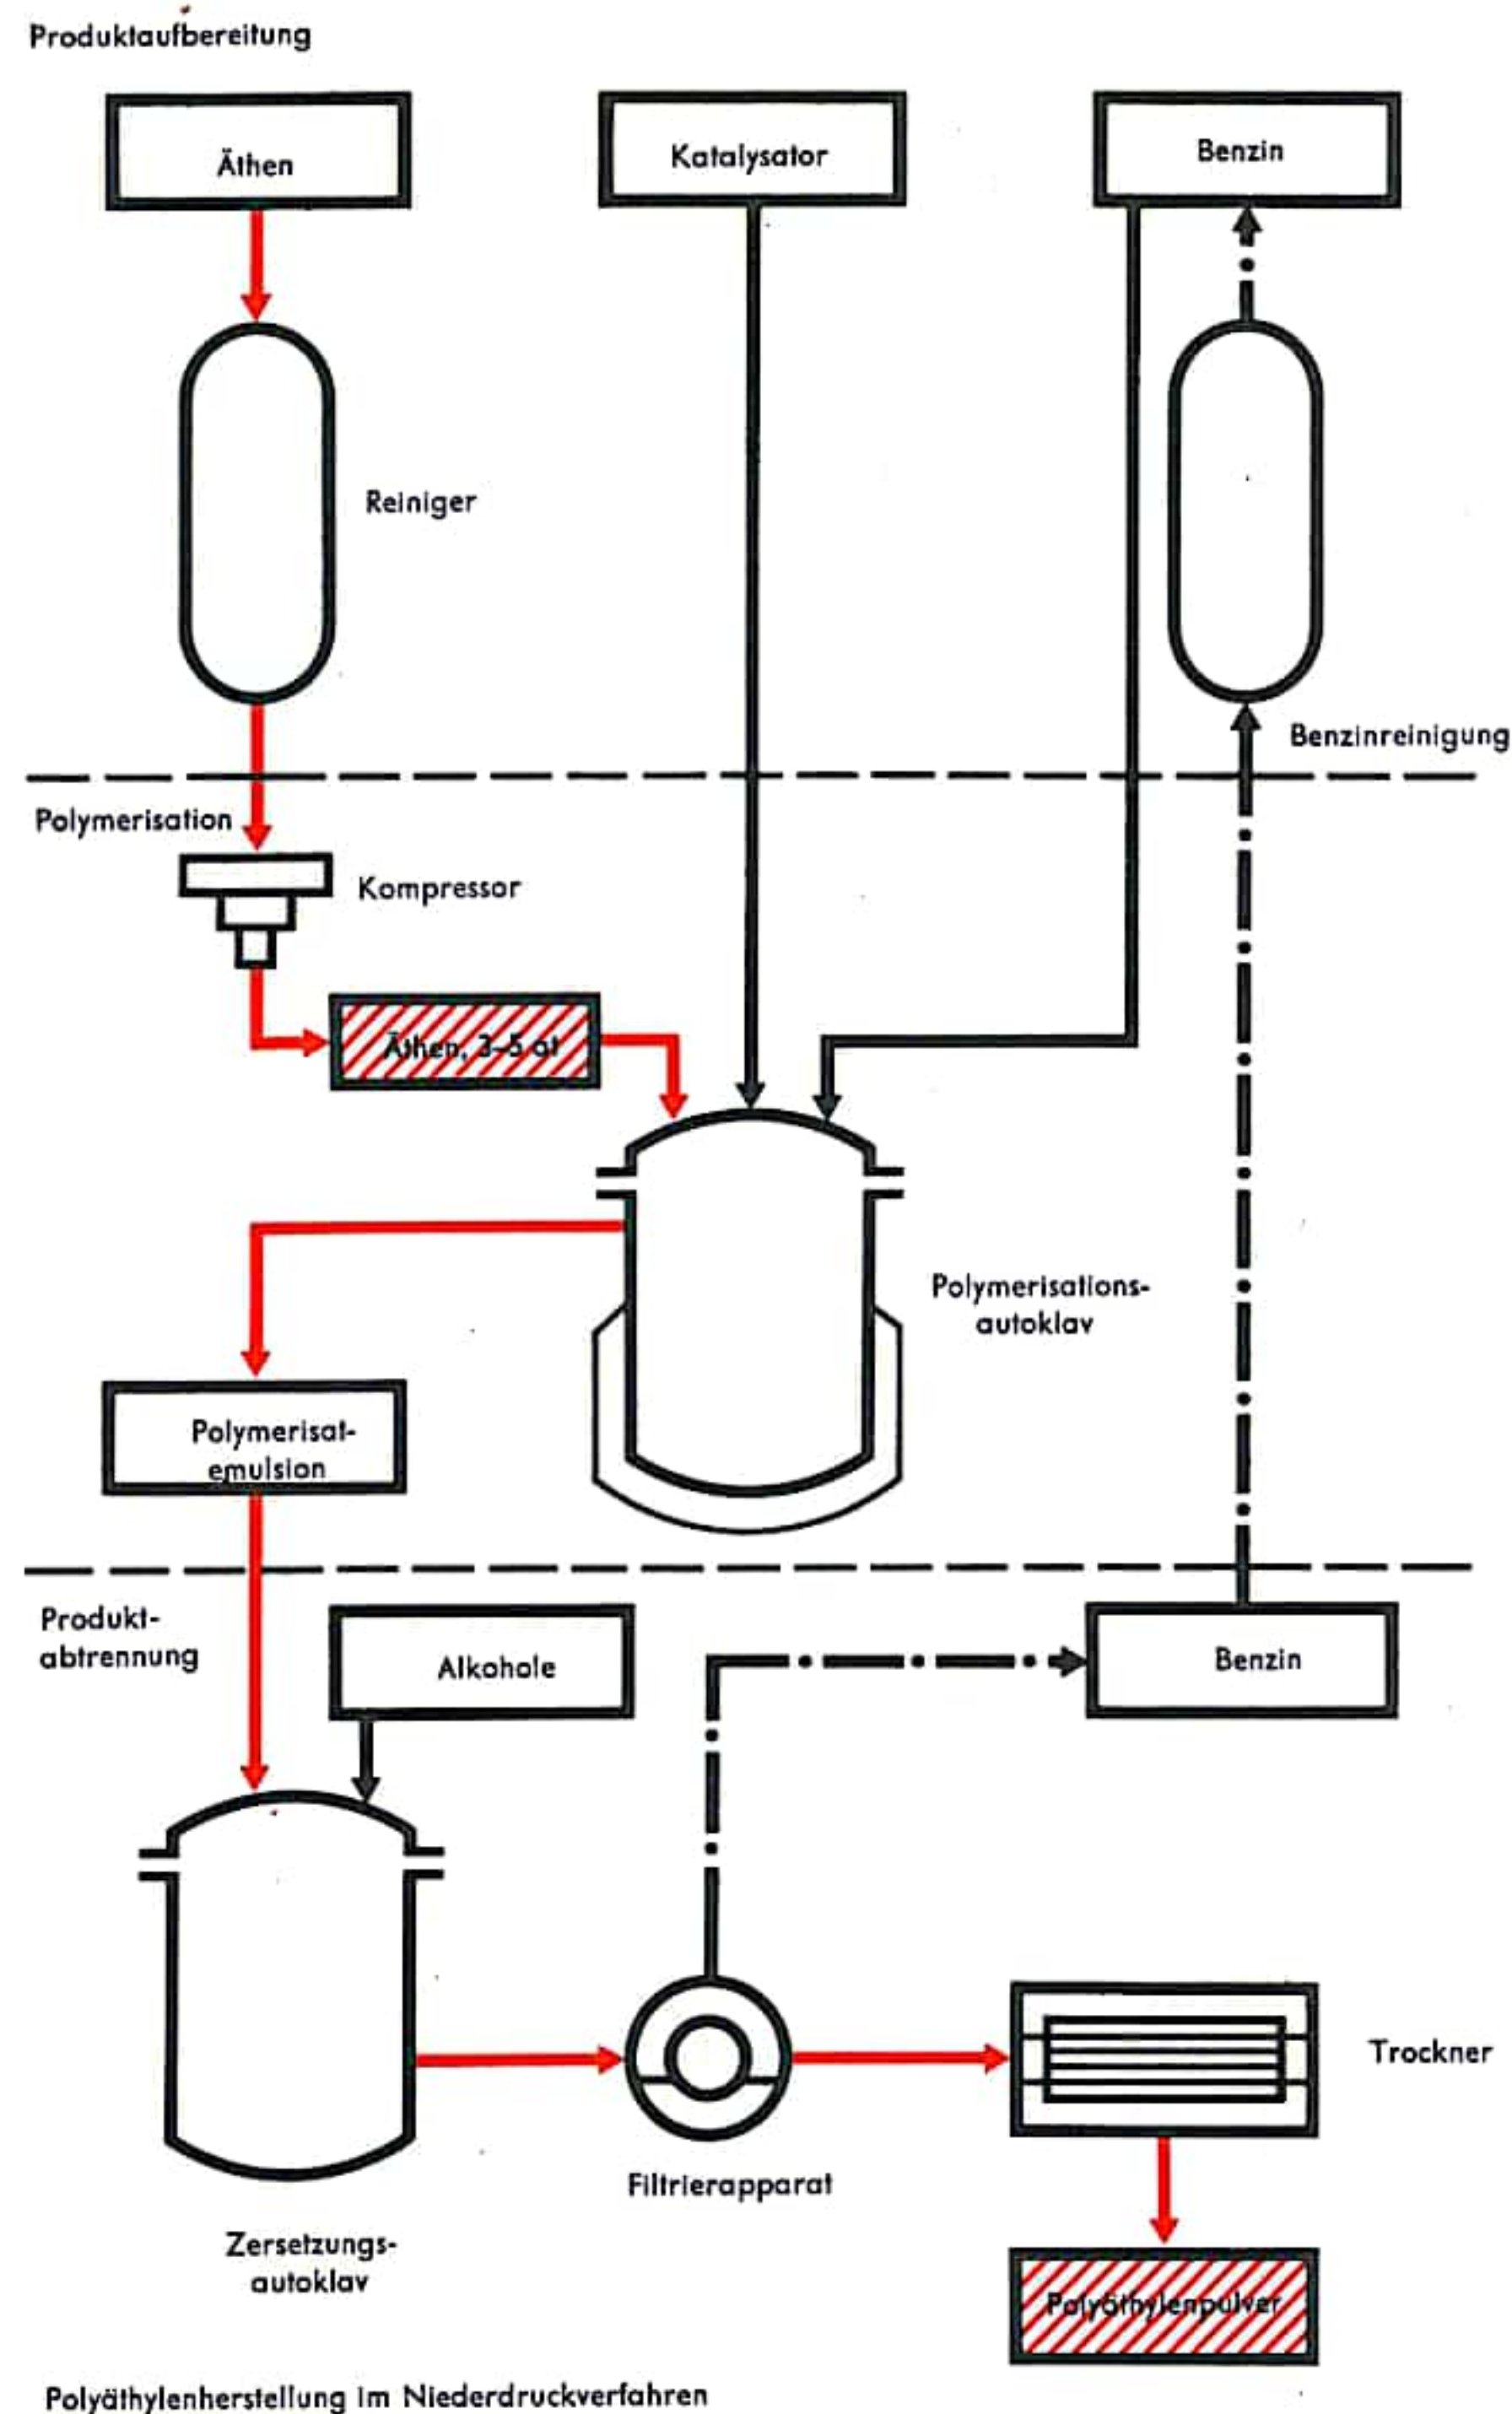 Produktaufbereitung
Äthen
Katalysator
Benzin
Reiniger
Benzinreinigung
Polymerisation
Kompressor
Äthen, 3–5 at
Polymerisations-
autoklav
Polymerisat-
emulsion
Produkt-
abtrennung
Alkohole
Benzin
Trockner
Filtrierapparat
Zersetzungs-
autoklav
Polyäthylenpulver
Polyäthylenherstellung im Niederdruckverfahren